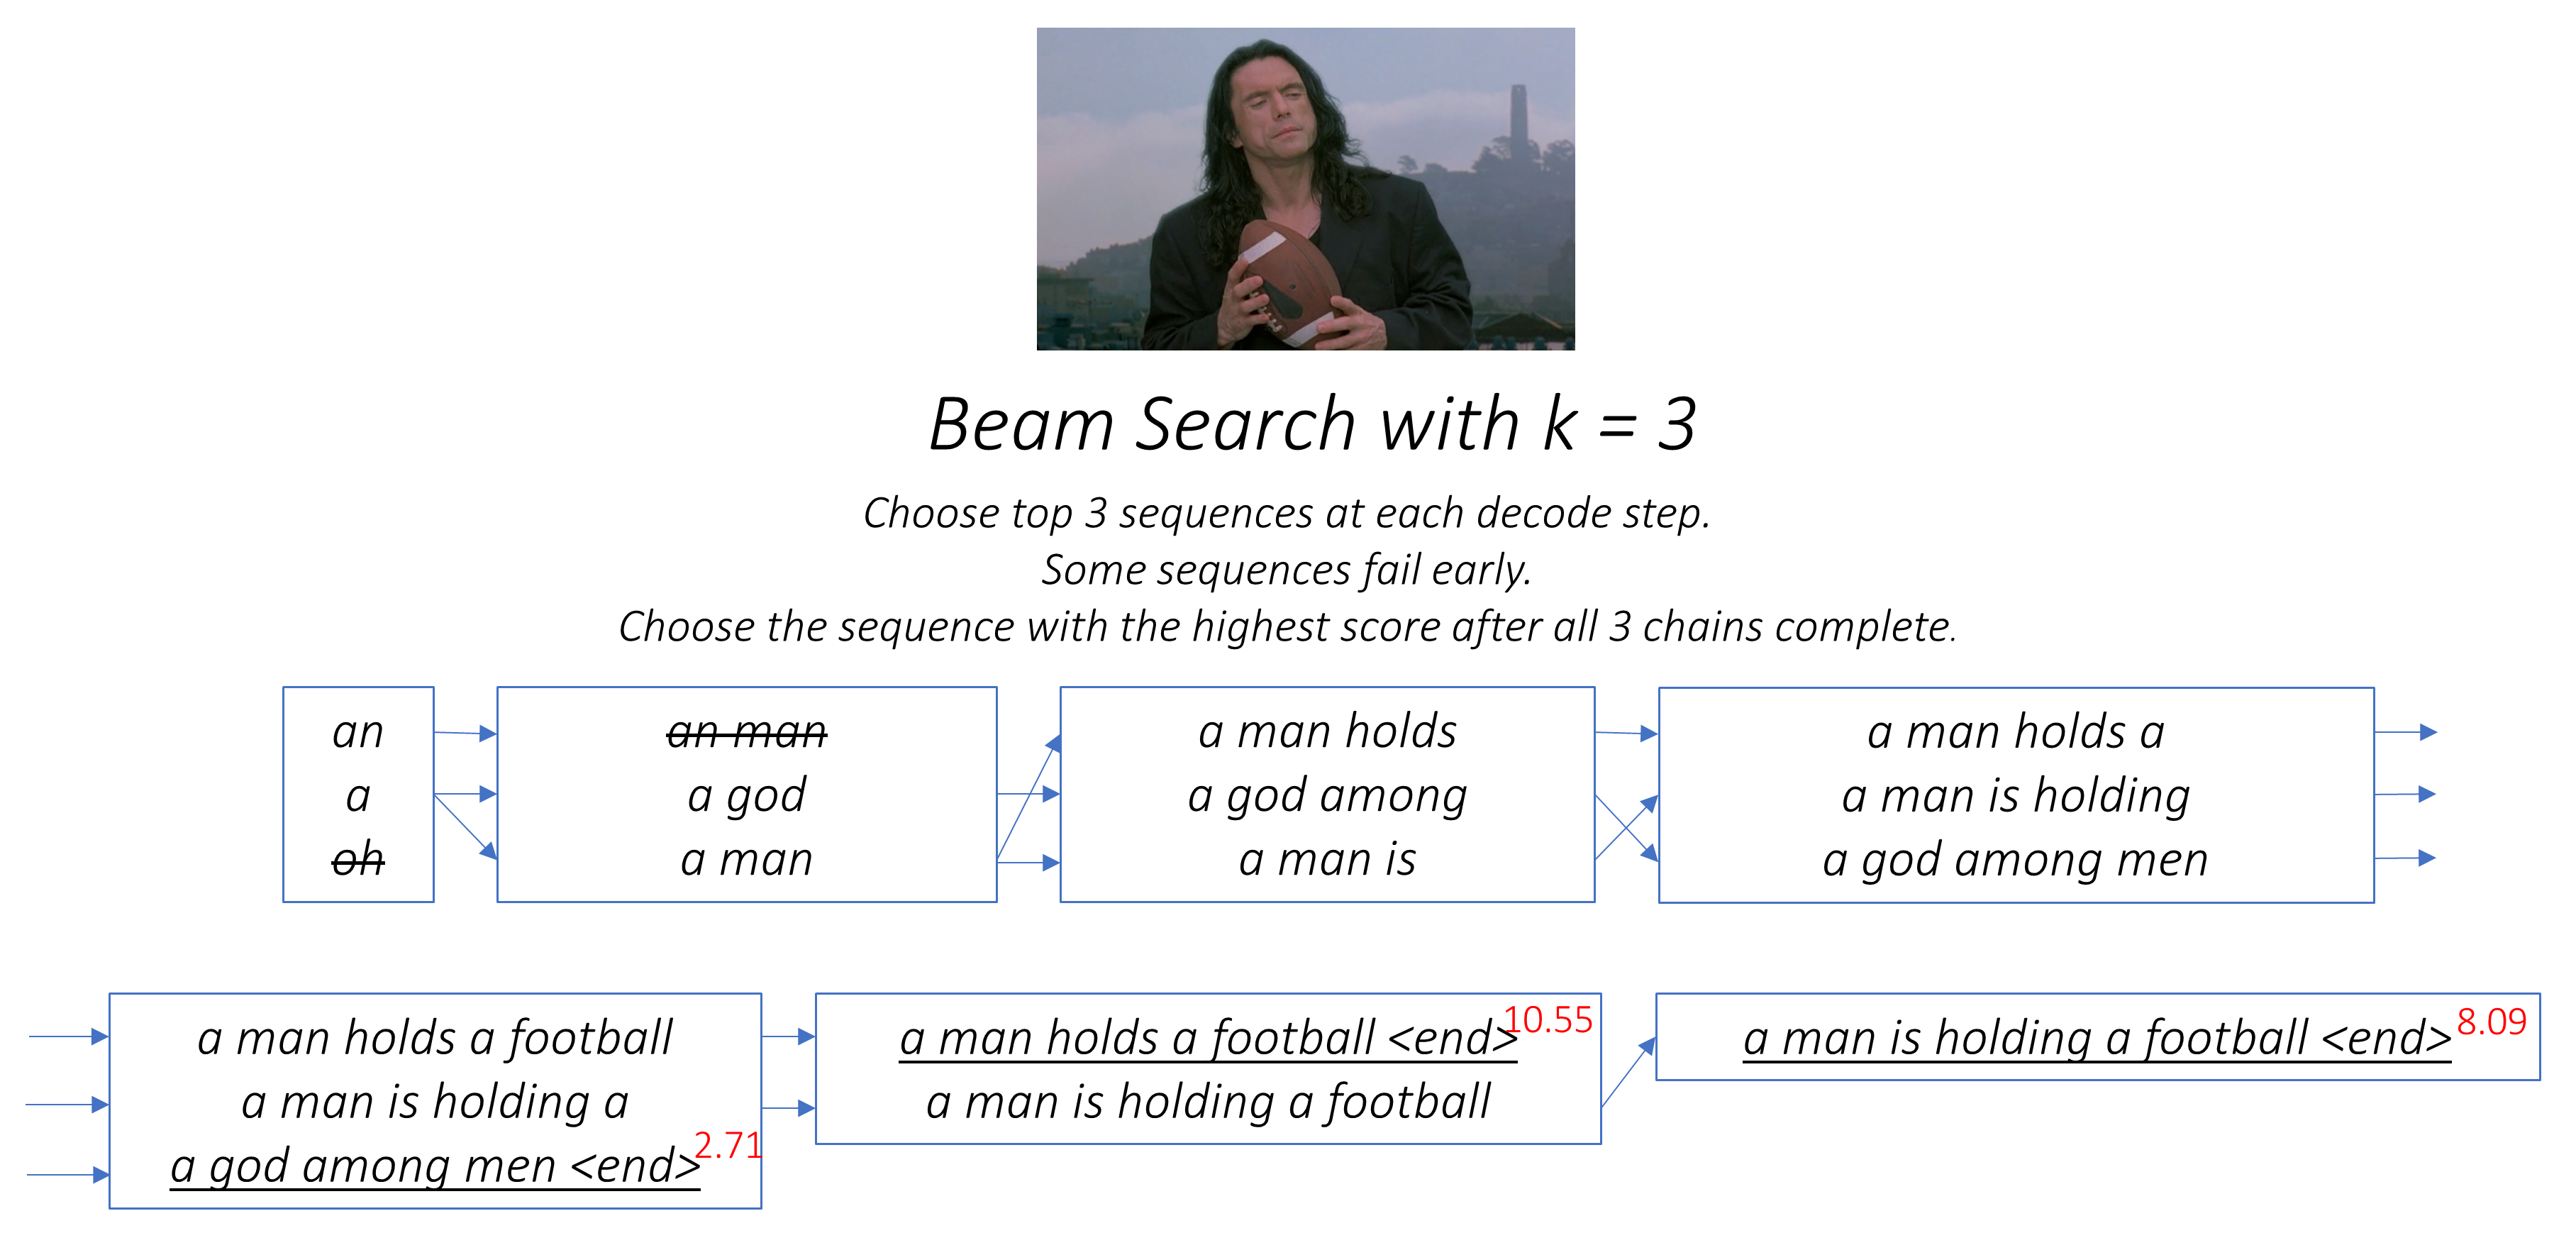 Beam Search with k = 3
Choose top 3 sequences at each decode step.
Some sequences fail early.
Choose the sequence with the highest score after all 3 chains complete.
an
a
oh
an man
a god
a man
a man holds
a god among
a man is
a man holds a
a man is holding
a god among men
a man holds a football
a man is holding a
a god among men <end> 2.71
a man holds a football <end> 10.55
a man is holding a football
a man is holding a football <end> 8.09